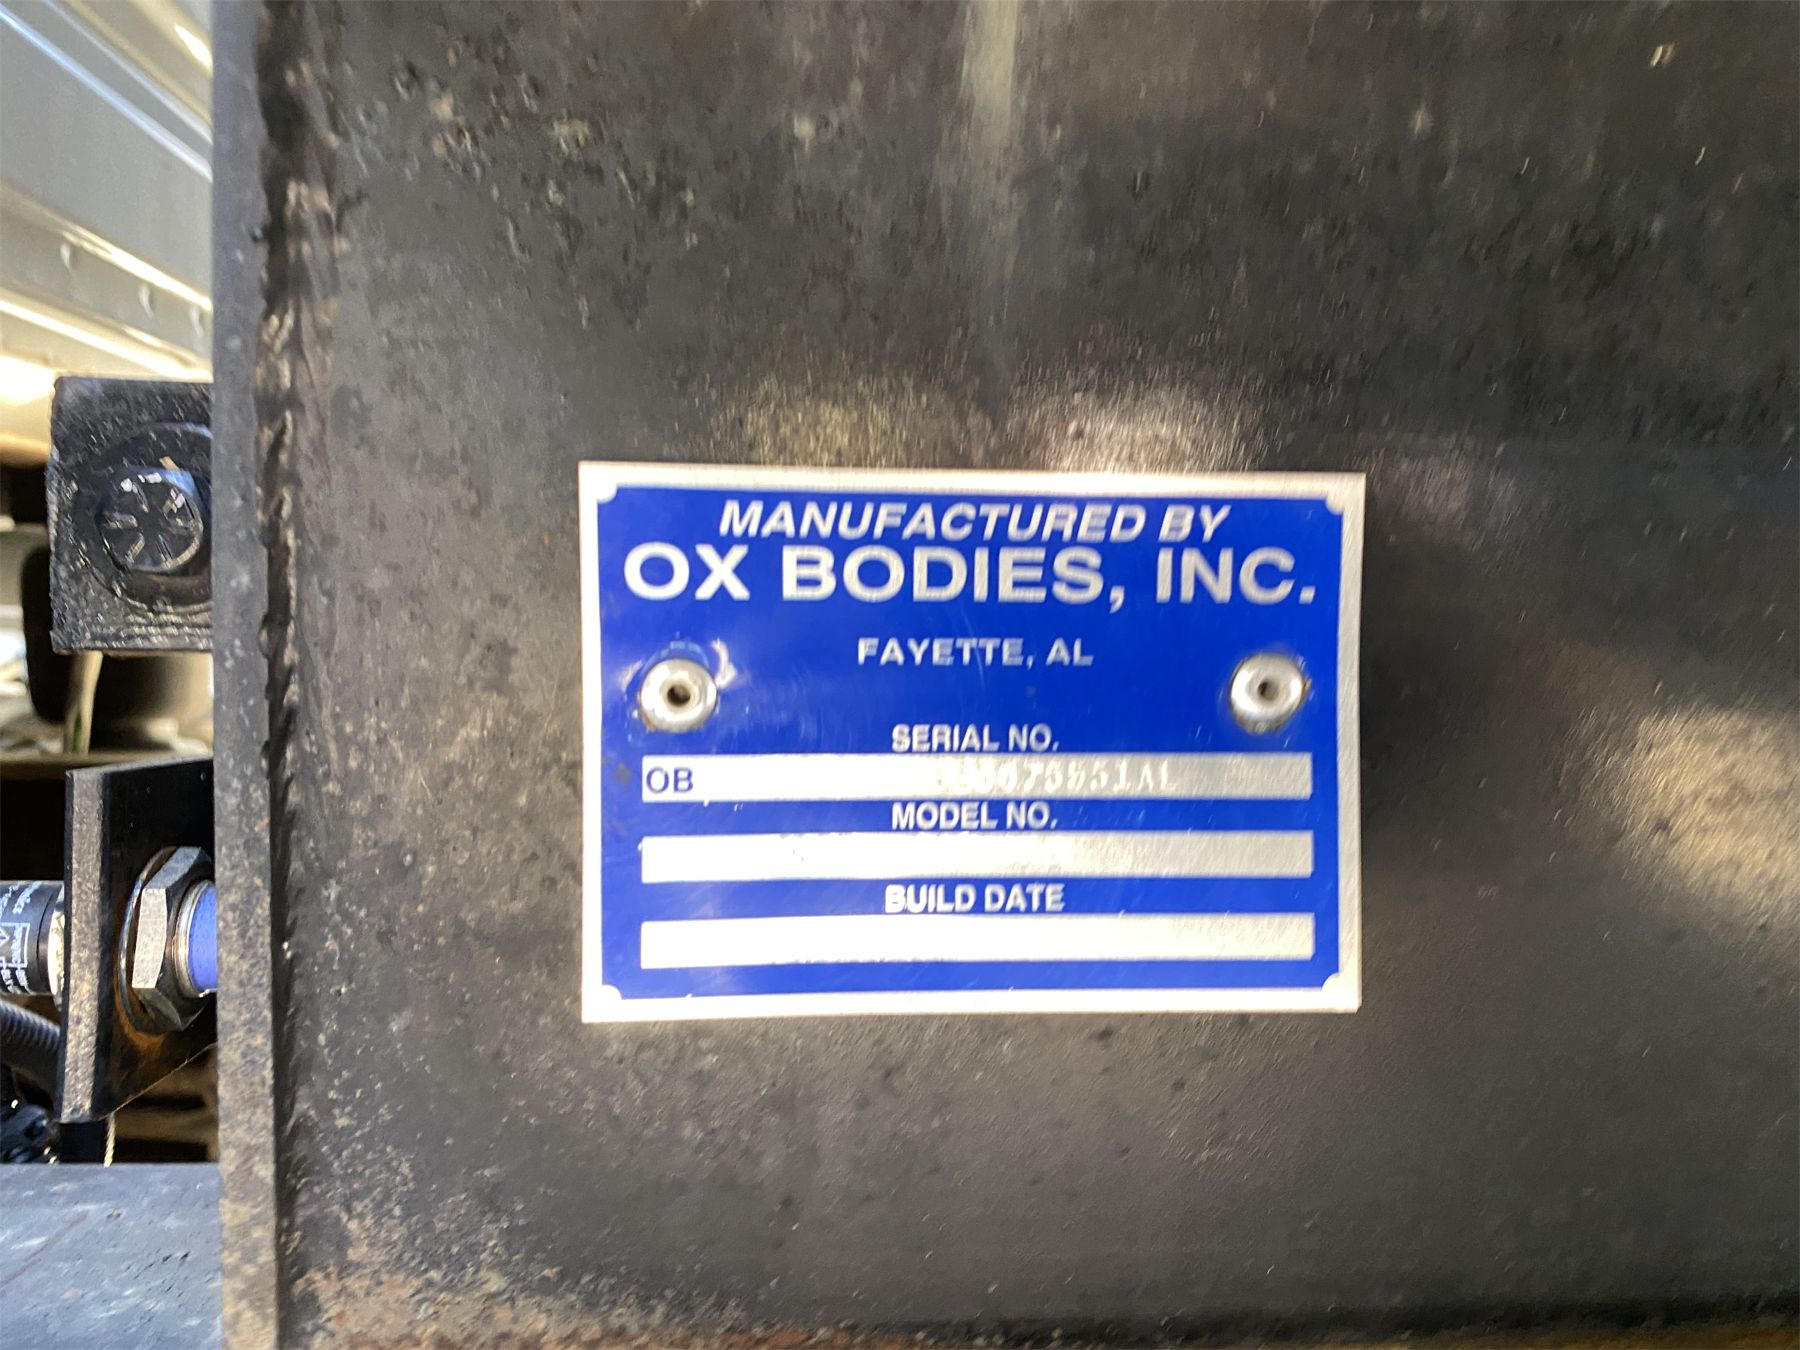 MANUFACTURED BY
OX BODIES, INC.
FAYETTE, AL
SERIAL NO.
OB
MODEL NO.
BUILD DATE